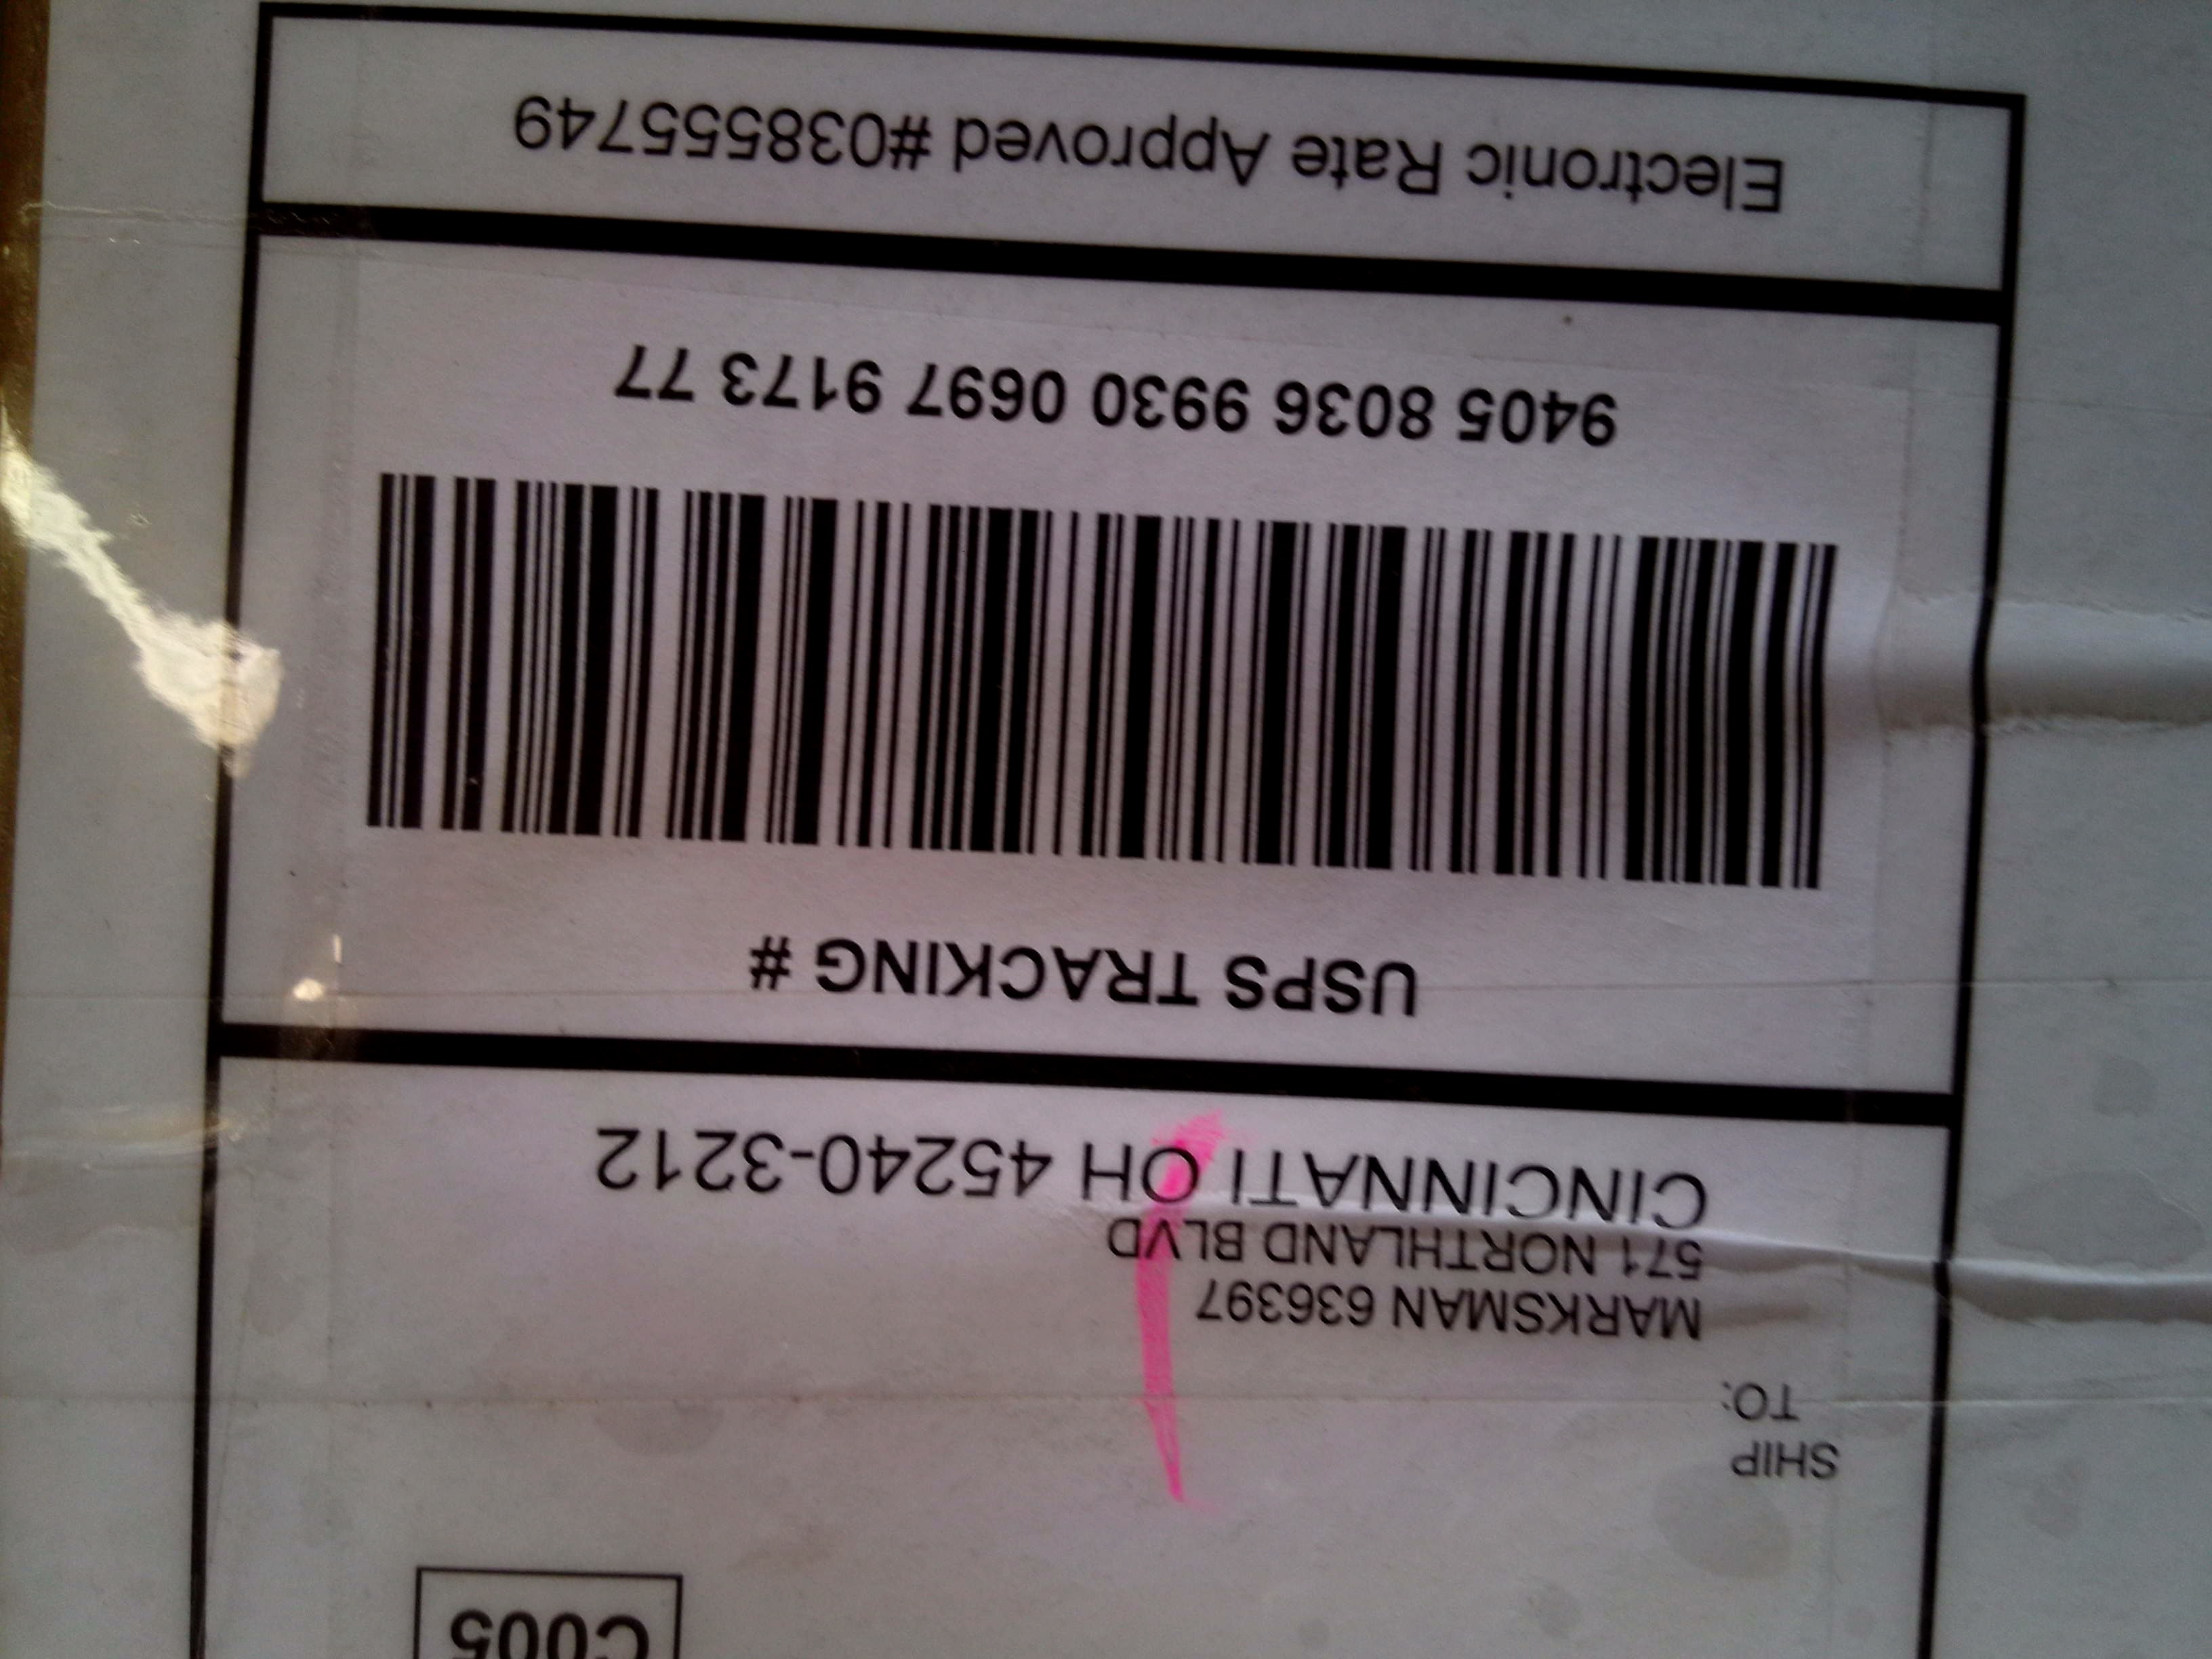 C005
SHIP
TO:
MARKSMAN 636397
571 NORTHLAND BLVD
CINCINNATI OH 45240-3212
USPS TRACKING #
9405 8036 9930 0697 9173 77
Electronic Rate Approved #038555749